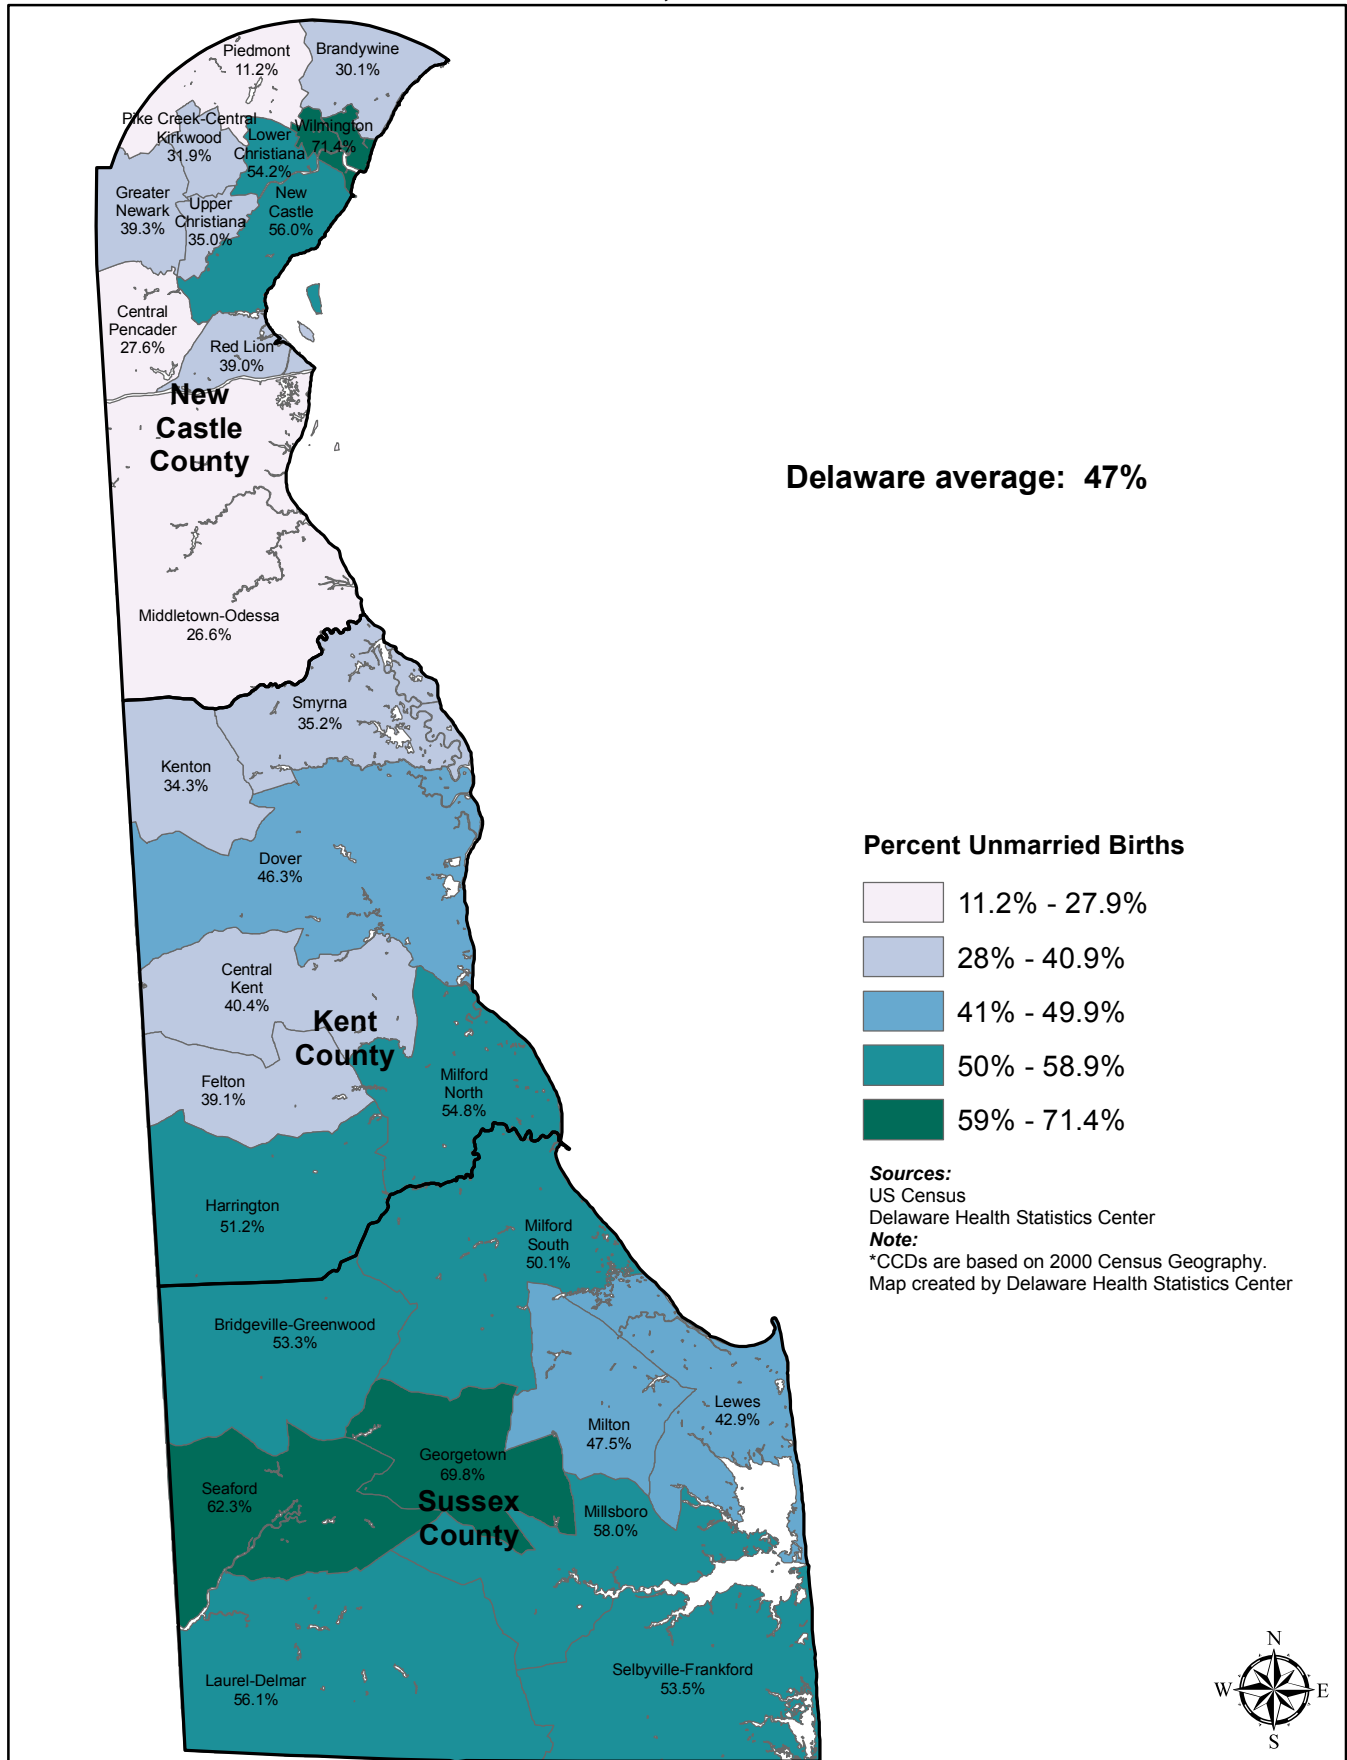 Piedmont
11.2%
Brandywine
30.1%
Pike Creek-Central
Kirkwood
31.9%
Lower
Christiana
54.2%
Wilmington
71.4%
Greater
Newark
39.3%
Upper
Christiana
35.0%
New
Castle
56.0%
Central
Pencader
27.6%
Red Lion
39.0%
New
Castle
County
Delaware average: 47%
Middletown-Odessa
26.6%
Smyrna
35.2%
Kenton
34.3%
Dover
46.3%
Central
Kent
40.4%
Kent
County
Felton
39.1%
Milford
North
54.8%
Harrington
51.2%
Milford
South
50.1%
Bridgeville-Greenwood
53.3%
Lewes
42.9%
Milton
47.5%
Georgetown
69.8%
Seaford
62.3%
Sussex
County
Millsboro
58.0%
Laurel-Delmar
56.1%
Selbyville-Frankford
53.5%
Percent Unmarried Births
11.2% - 27.9%
28% - 40.9%
41% - 49.9%
50% - 58.9%
59% - 71.4%
Sources:
US Census
Delaware Health Statistics Center
Note:
*CCDs are based on 2000 Census Geography.
Map created by Delaware Health Statistics Center
N
W
E
S